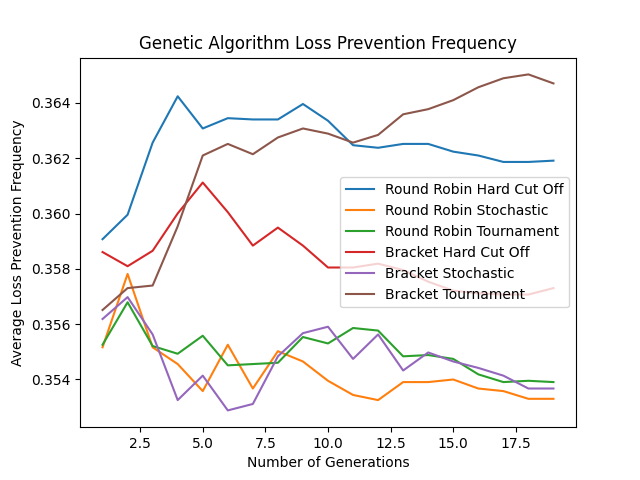 Genetic Algorithm Loss Prevention Frequency
Average Loss Prevention Frequency
0.364
0.362
0.360
0.358
0.356
0.354
Round Robin Hard Cut Off
Round Robin Stochastic
Round Robin Tournament
Bracket Hard Cut Off
Bracket Stochastic
Bracket Tournament
2.5 5.0 7.5 10.0 12.5 15.0 17.5
Number of Generations